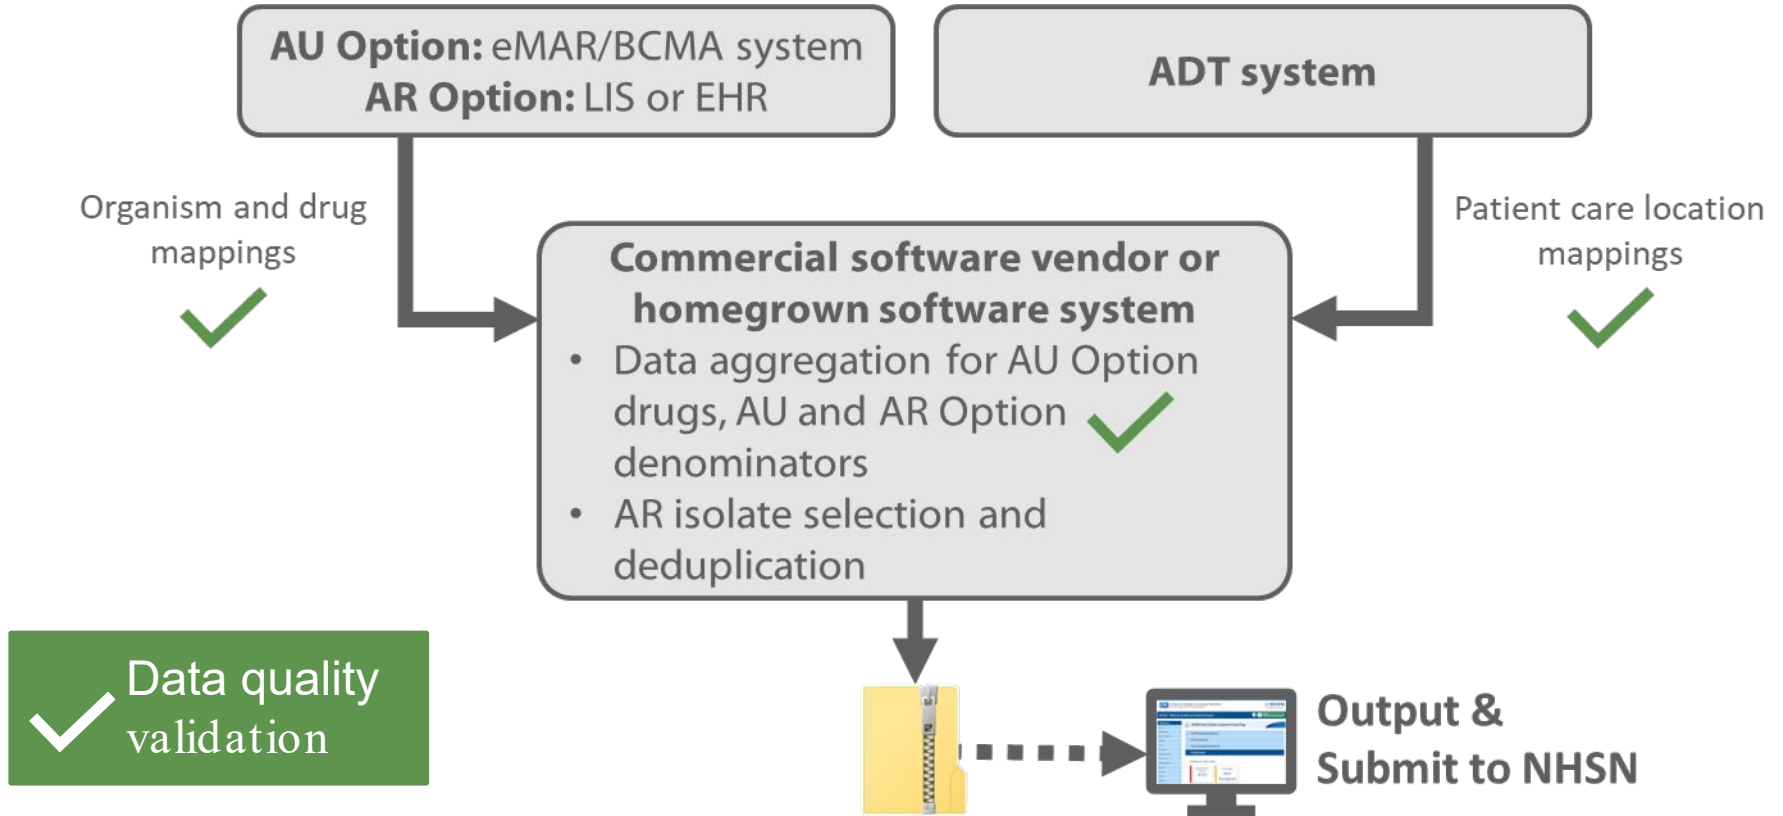 AU Option: eMAR/BCMA system
AR Option: LIS or EHR
ADT system
Organism and drug
mappings
Patient care location
mappings
Commercial software vendor or
homegrown software system
• Data aggregation for AU Option
drugs, AU and AR Option
denominators
• AR isolate selection and
deduplication
Data quality
validation
Output &
Submit to NHSN